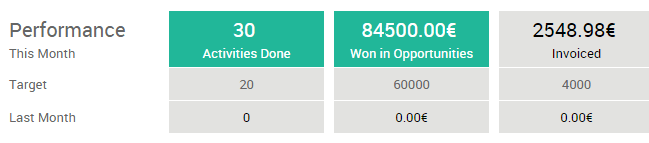 Performance 30 84500.00€ 2548.98€
This Month Activities Done Won in Opportunities Invoiced
Target 20 60000 4000
Last Month 0 0.00€ 0.00€